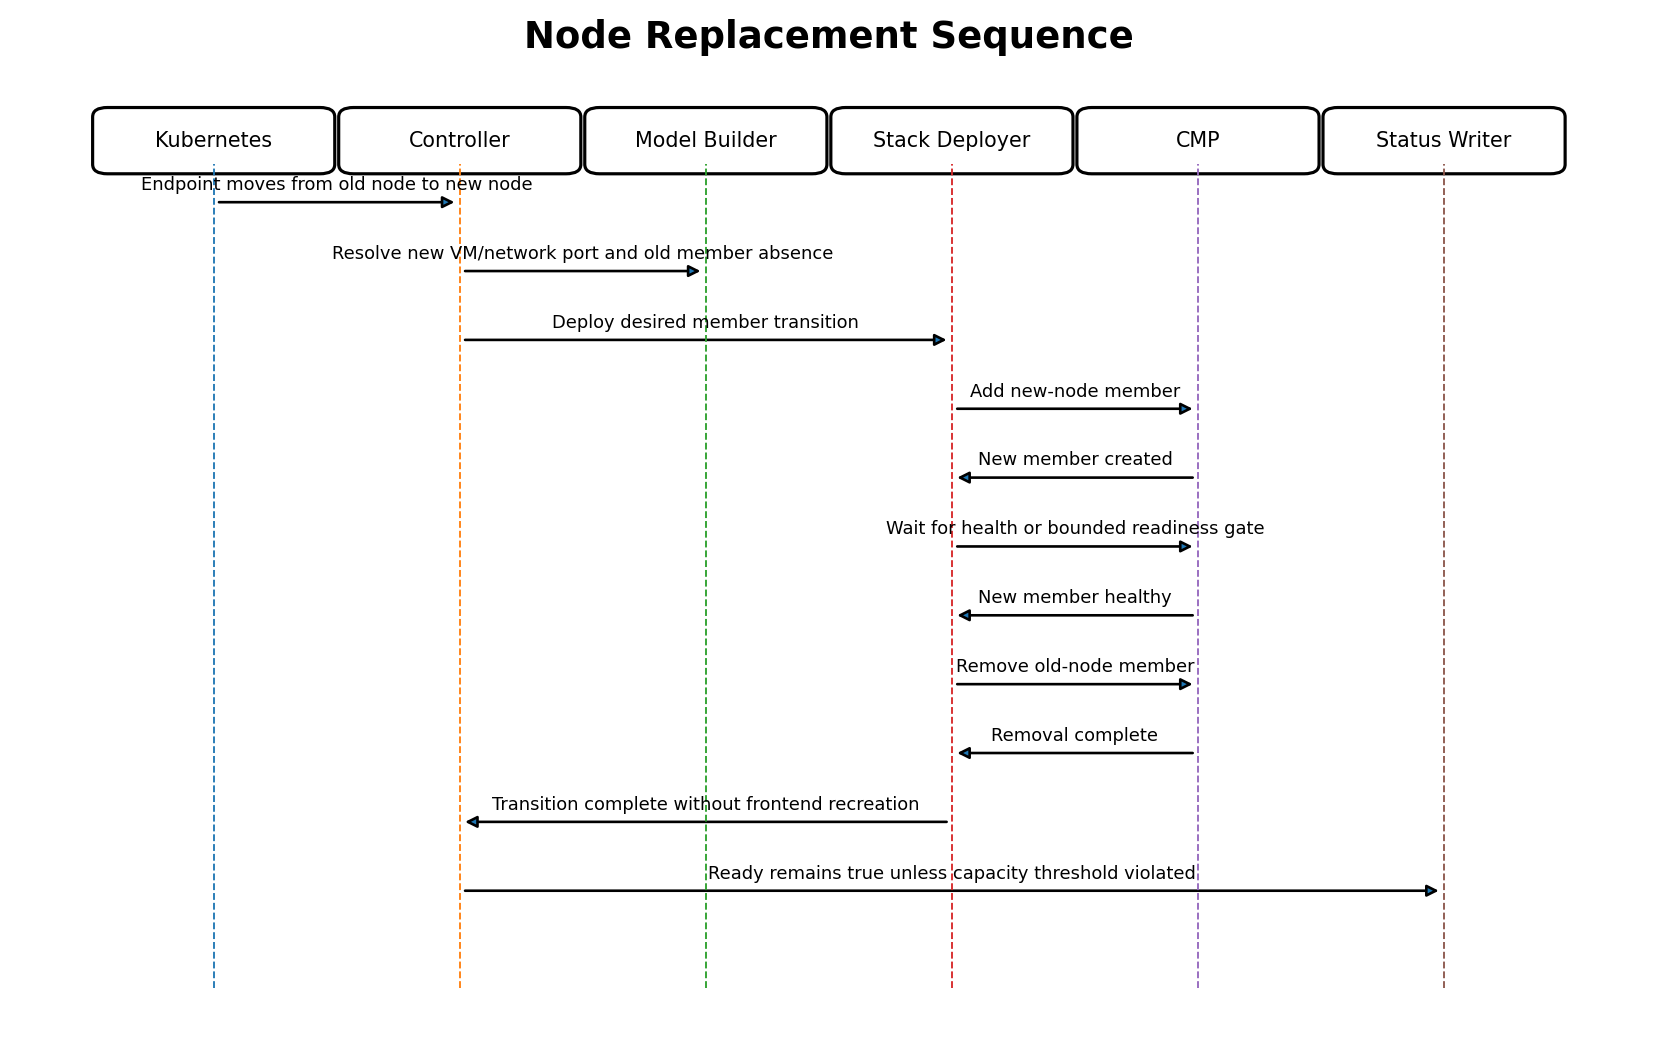 Node Replacement Sequence
Kubernetes
Controller
Model Builder
Stack Deployer
CMP
Status Writer
Endpoint moves from old node to new node
Resolve new VM/network port and old member absence
Deploy desired member transition
Add new-node member
New member created
Wait for health or bounded readiness gate
New member healthy
Remove old-node member
Removal complete
Transition complete without frontend recreation
Ready remains true unless capacity threshold violated